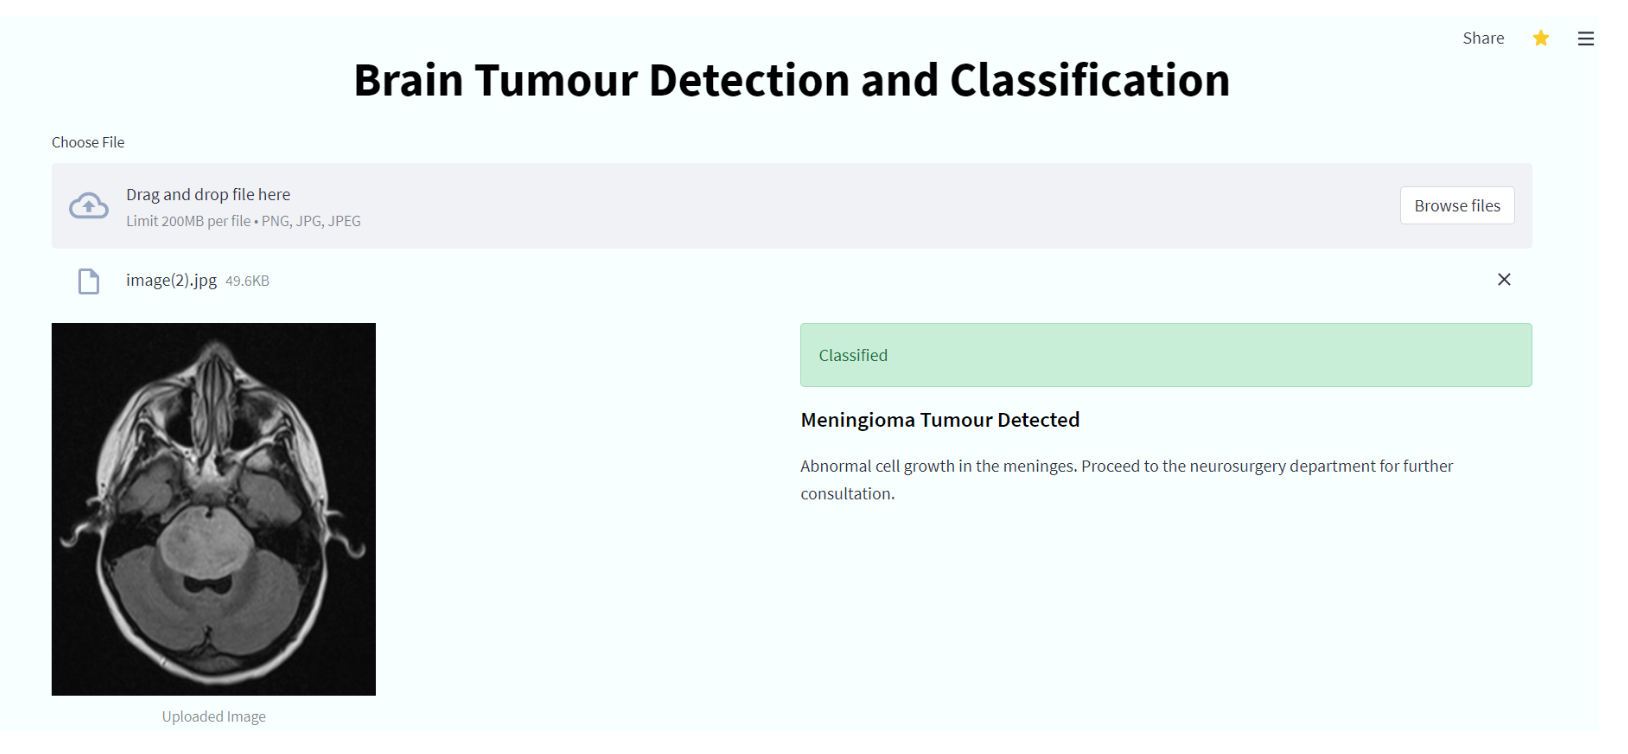 Share
Brain Tumour Detection and Classification
Choose File
Drag and drop file here
Limit 200MB per file • PNG, JPG, JPEG
Browse files
image(2).jpg 49.6KB
Classified
Meningioma Tumour Detected
Abnormal cell growth in the meninges. Proceed to the neurosurgery department for further
consultation.
Uploaded Image